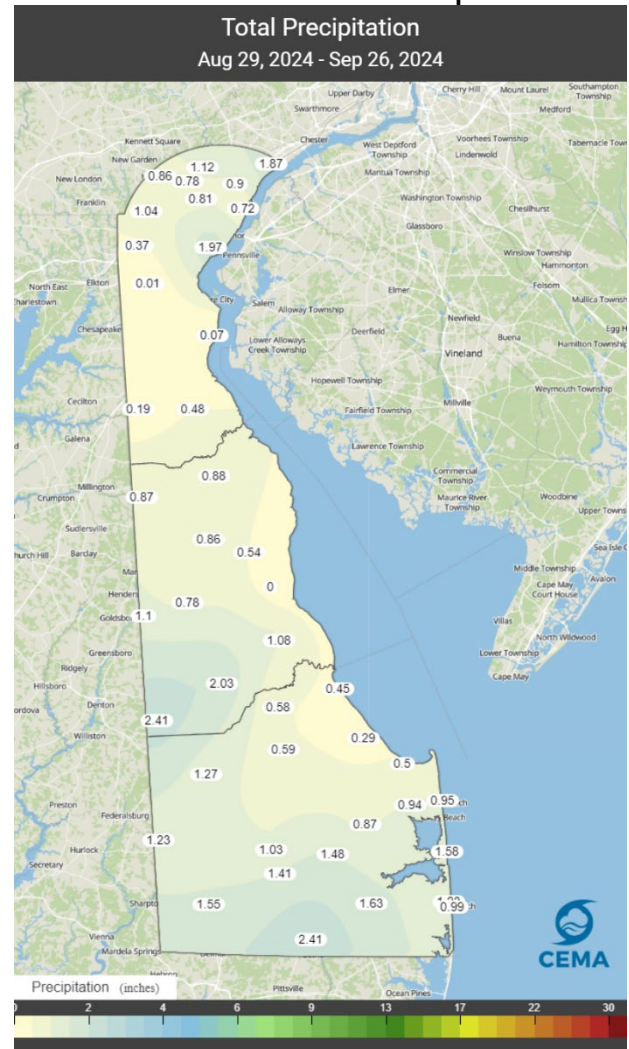 Total Precipitation
Aug 29, 2024 - Sep 26, 2024
Upper Darby
Cherry Hill
Mount Laurel
Southampton
Township
Swarthmore
Medford
Kennett Square
Chester
West Deptford
Township
Voorhees Township
Tabernacle Town
New Garden
1.12
1.87
Lindenwold
New London
0.86
0.78
0.9
Mantua Township
Franklin
0.81
Washington Township
1.04
0.72
Chesilhurst
Glassboro
0.37
1.97
Pennsville
Winslow Township
Hammonton
North East
Elkton
0.01
Elmer
Folsom
Salem
Alloway Township
Mullica Townsh
Newfield
Chesapeake
0.07
Lower Alloways
Creek Township
Deerfield
Buena
Egg H
Hamilton Township
Vineland
Hopewell Township
Weymouth Township
Cecilton
0.19
0.48
Fairfield Township
Millville
Galena
Lawrence Township
Millington
0.88
Commercial
Township
Crumpton
0.87
Maurice River
Township
Woodbine
Upper Towns
Sudlersville
0.86
Sea Isle C
Barclay
0.54
Middle Township
0
Cape May
Court House
Avalon
0.78
1.1
Villas
1.08
North Wildwood
Greensboro
Lower Township
Ridgely
Cape May
Hillsboro
2.03
0.45
Denton
0.58
2.41
Williston
0.29
0.59
0.5
1.27
Preston
0.94
0.95
Federalsburg
Beach
0.87
1.23
Hurlock
1.03
1.48
1.58
Secretary
1.41
1.55
1.63
0.99
Vienna
2.41
Mardela Springs
CEMA
Hebron
Precipitation (inches)
Pittsville
Ocean Pines
0 2 4 6 9 13 17 22 30